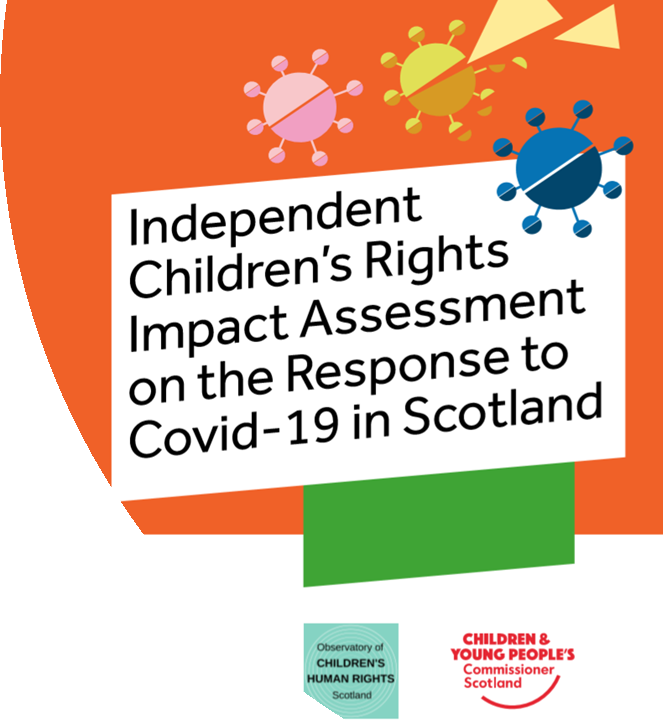 Independent
Children's Rights
Impact Assessment
on the Response to
Covid-19 in Scotland
Observatory of
CHILDREN'S
HUMAN RIGHTS
Scotland
CHILDREN &
YOUNG PEOPLE'S
Commissioner
Scotland